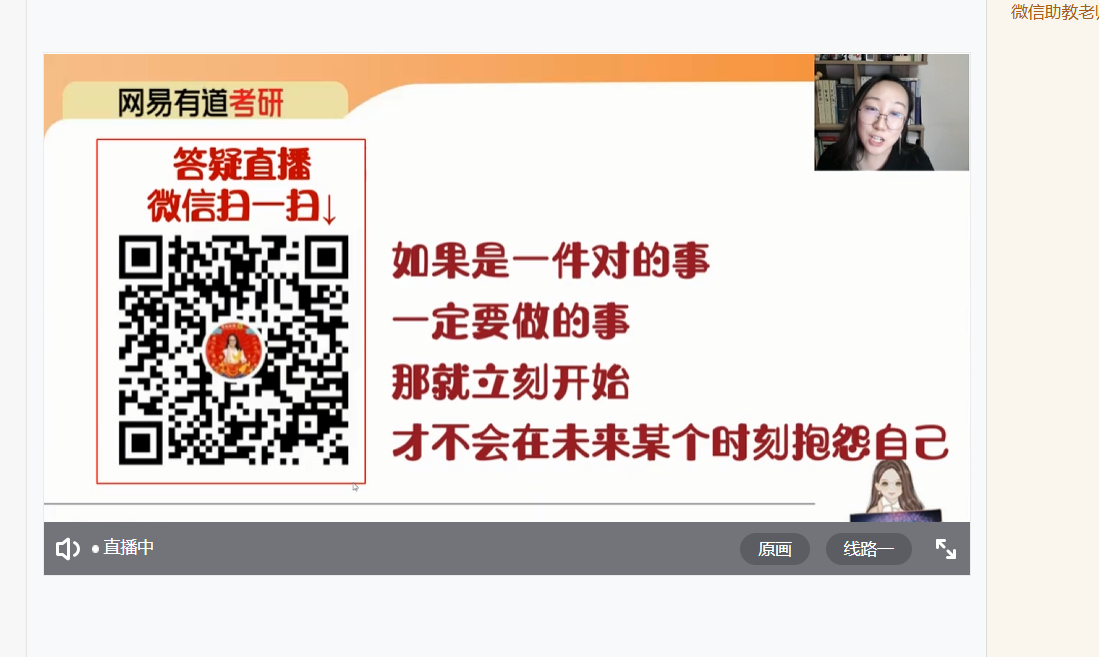 微信助教老师
网易有道考研
答疑直播
微信扫一扫↓
如果是一件对的事
一定要做的事
那就立刻开始
才不会在未来某个时刻抱怨自己
直播中
原画
线路一